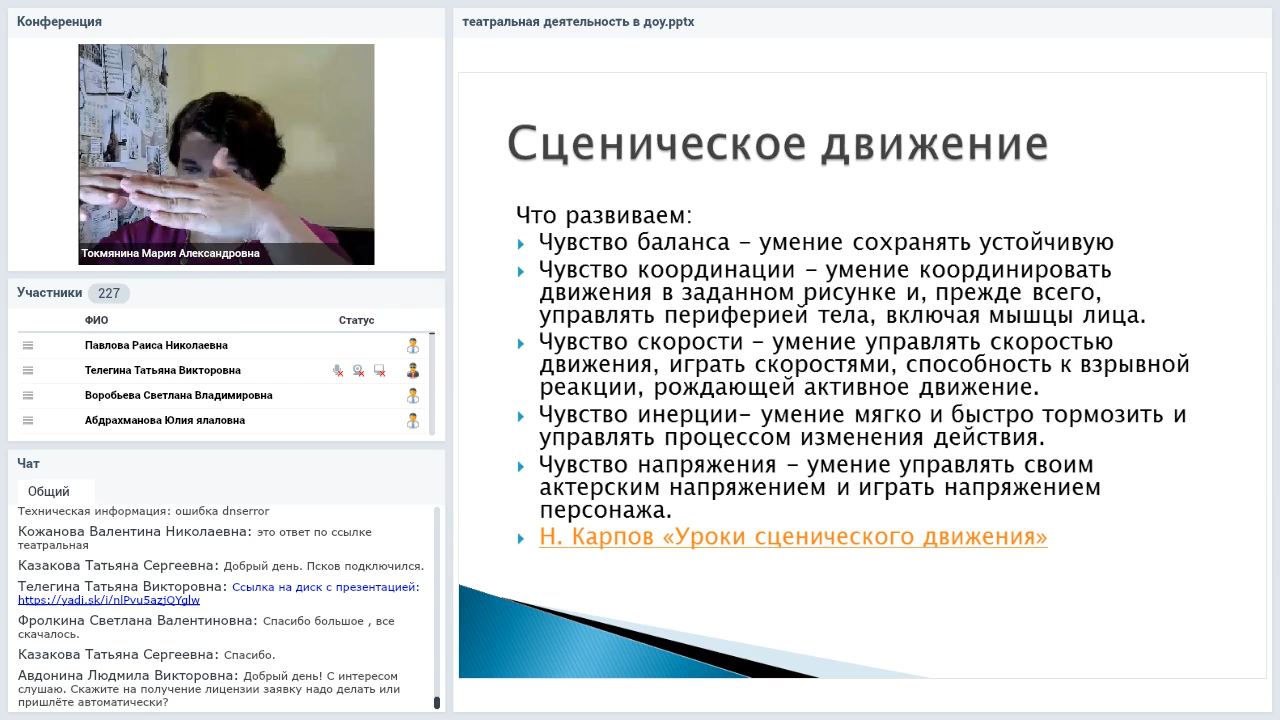 Конференция
Токмянина Мария Александровна
Участники 227
ФИО Статус
Павлова Раиса Николаевна
Телегина Татьяна Викторовна
Воробьева Светлана Владимировна
Абдрахманова Юлия ялаловна
Чат
Общий
Техническая информация: ошибка dnserror
Кожанова Валентина Николаевна: это ответ по ссылке
театральная
Казакова Татьяна Сергеевна: Добрый день. Псков подключился.
Телегина Татьяна Викторовна: Ссылка на диск с презентацией:
https://yadi.sk/i/nlPvu5azjQYglw
Фролкина Светлана Валентиновна: Спасибо большое , все
скачалось.
Казакова Татьяна Сергеевна: Спасибо.
Авдонина Людмила Викторовна: Добрый день! С интересом
слушаю. Скажите на получение лицензии заявку надо делать или
пришлёте автоматически?
театральная деятельность в доу.pptx
Сценическое движение
Что развиваем:
Чувство баланса – умение сохранять устойчивую
Чувство координации – умение координировать
движения в заданном рисунке и, прежде всего,
управлять периферией тела, включая мышцы лица.
Чувство скорости – умение управлять скоростью
движения, играть скоростями, способность к взрывной
реакции, рождающей активное движение.
Чувство инерции– умение мягко и быстро тормозить и
управлять процессом изменения действия.
Чувство напряжения – умение управлять своим
актерским напряжением и играть напряжением
персонажа.
Н. Карпов «Уроки сценического движения»